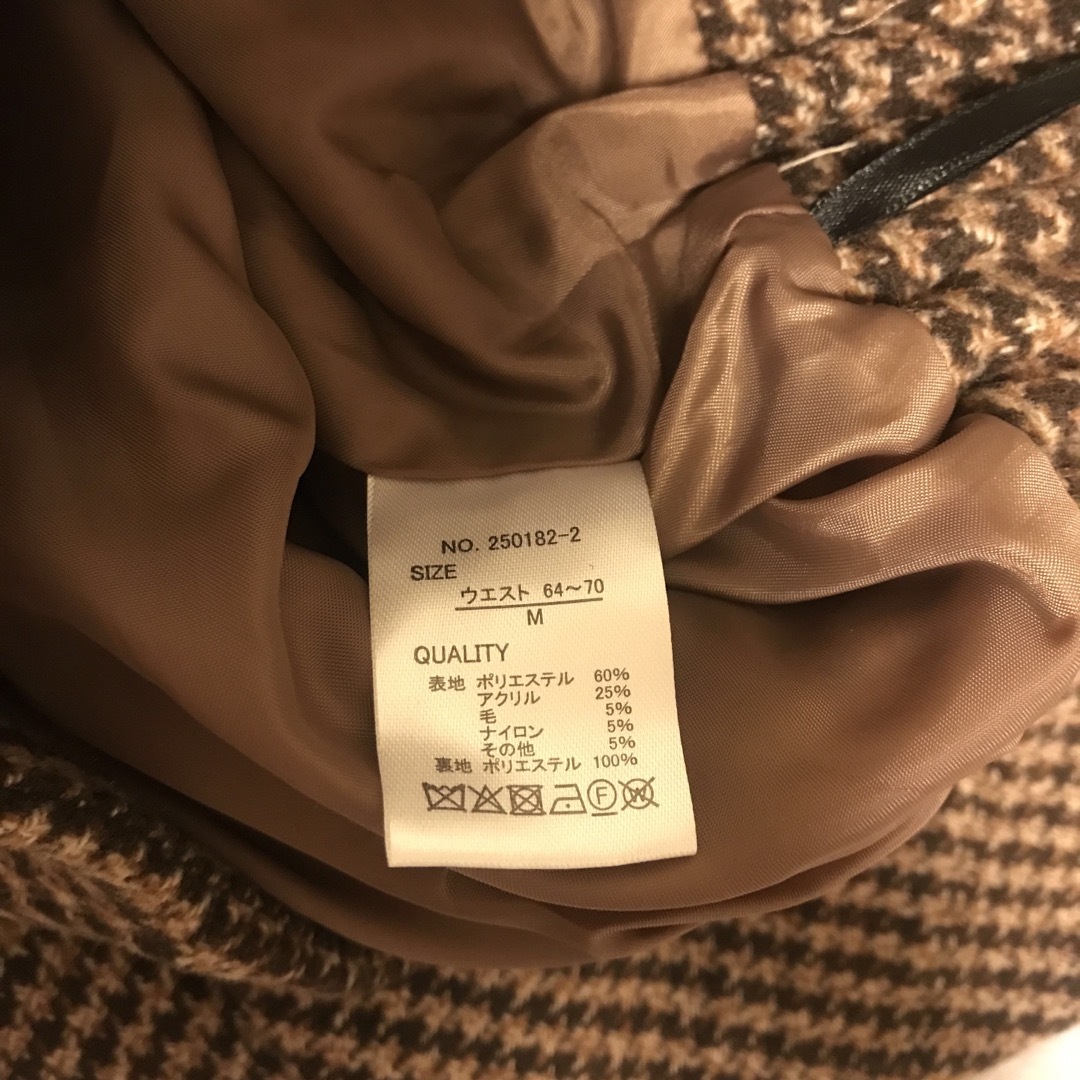 NO. 250182-2
SIZE
ウエスト 64～70
M
QUALITY
表地 ポリエステル 60%
アクリル 25%
毛 5%
ナイロン 5%
その他 5%
裏地 ポリエステル 100%
F W